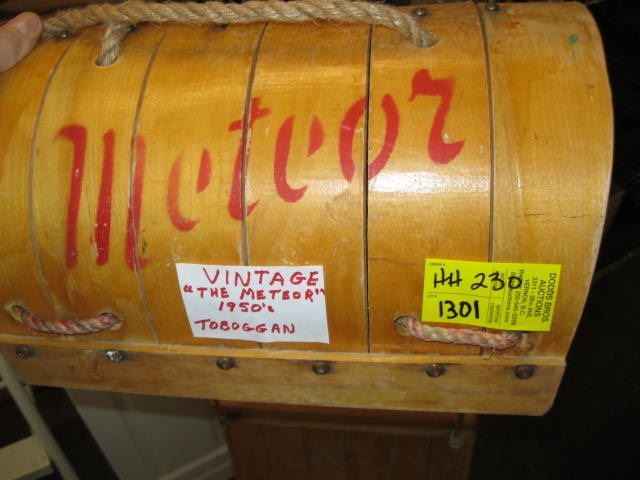 Meteor
VINTAGE
"THE METEOR"
1950's
TOBOGGAN
HH 230
1301
DODDS BROS.
AUCTIONS
VERNON, B.C.